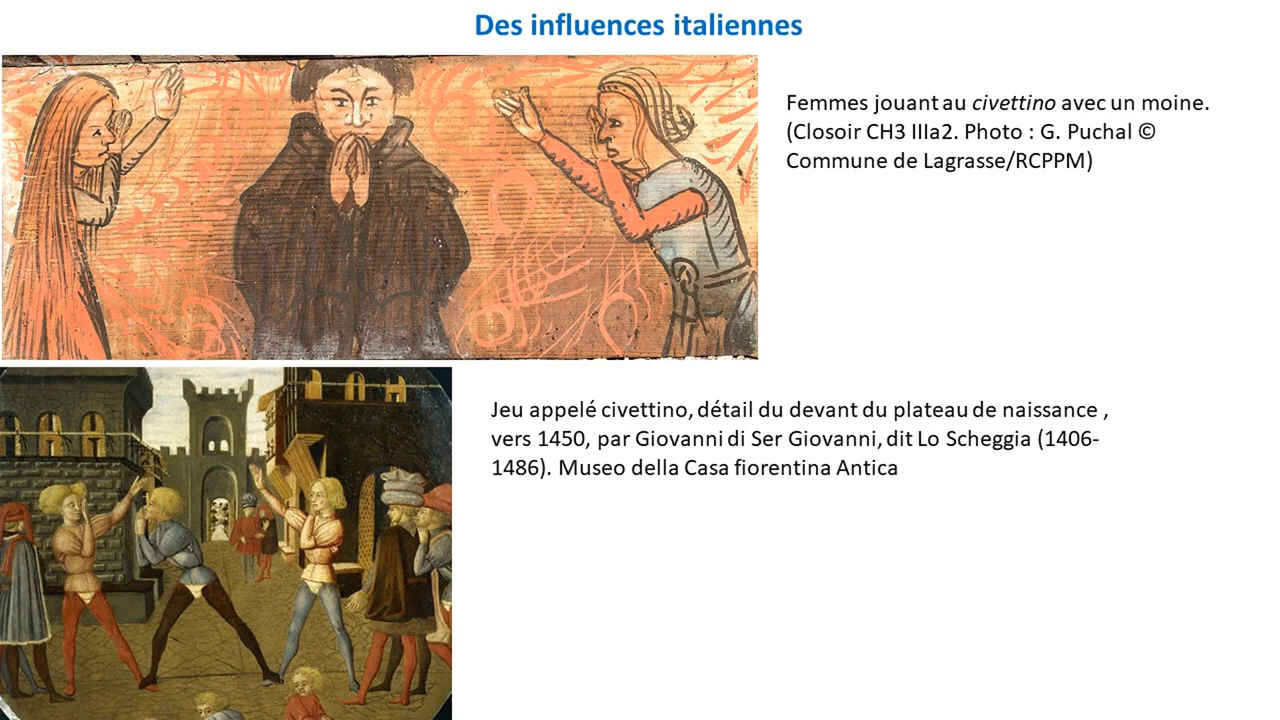 Des influences italiennes
Femmes jouant au civettino avec un moine.
(Closoir CH3 IIIa2. Photo : G. Puchal ©
Commune de Lagrasse/RCPPM)
Jeu appelé civettino, détail du devant du plateau de naissance ,
vers 1450, par Giovanni di Ser Giovanni, dit Lo Scheggia (1406-
1486). Museo della Casa fiorentina Antica